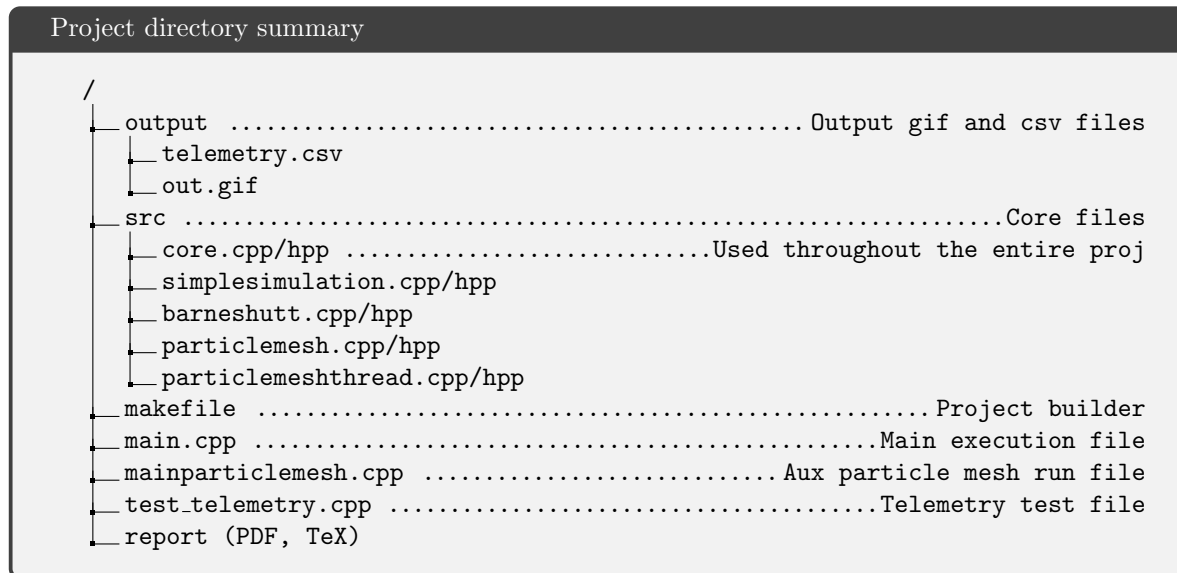 Project directory summary
/
output ............................................... Output gif and csv files
telemetry.csv
out.gif
src ...................................................................Core files
core.cpp/hpp ..............................Used throughout the entire proj
simplesimulation.cpp/hpp
barneshutt.cpp/hpp
particlemesh.cpp/hpp
particlemeshthread.cpp/hpp
makefile ....................................................... Project builder
main.cpp ...................................................Main execution file
mainparticlemesh.cpp ............................. Aux particle mesh run file
test_telemetry.cpp ........................................Telemetry test file
report (PDF, TeX)